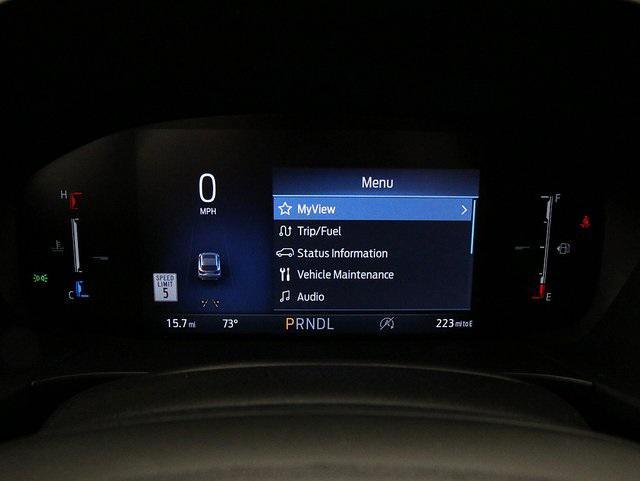 Menu
0
MPH
MyView
Trip/Fuel
Status Information
Vehicle Maintenance
Audio
H
C
F
E
SPEED
LIMIT
5
15.7 mi
73°
PRNDL
223 mi to E